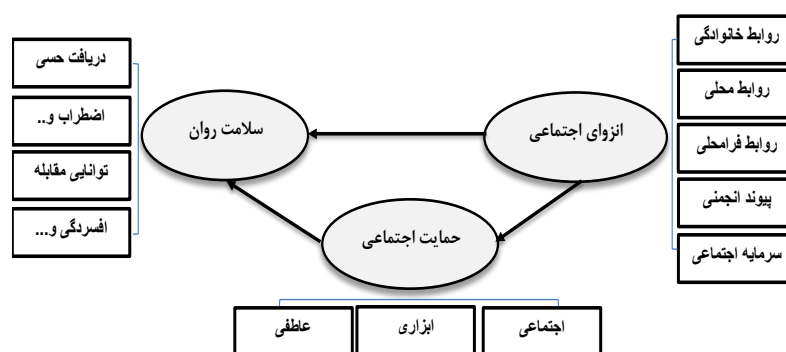 روابط خانوادگی
روابط محلی
روابط فرامحلی
پیوند انجمنی
سرمایه اجتماعی
انزوای اجتماعی
حمایت اجتماعی
اجتماعی
ابزاری
عاطفی
سلامت روان
دریافت حسی
اضطراب و..
توانایی مقابله
افسردگی و...